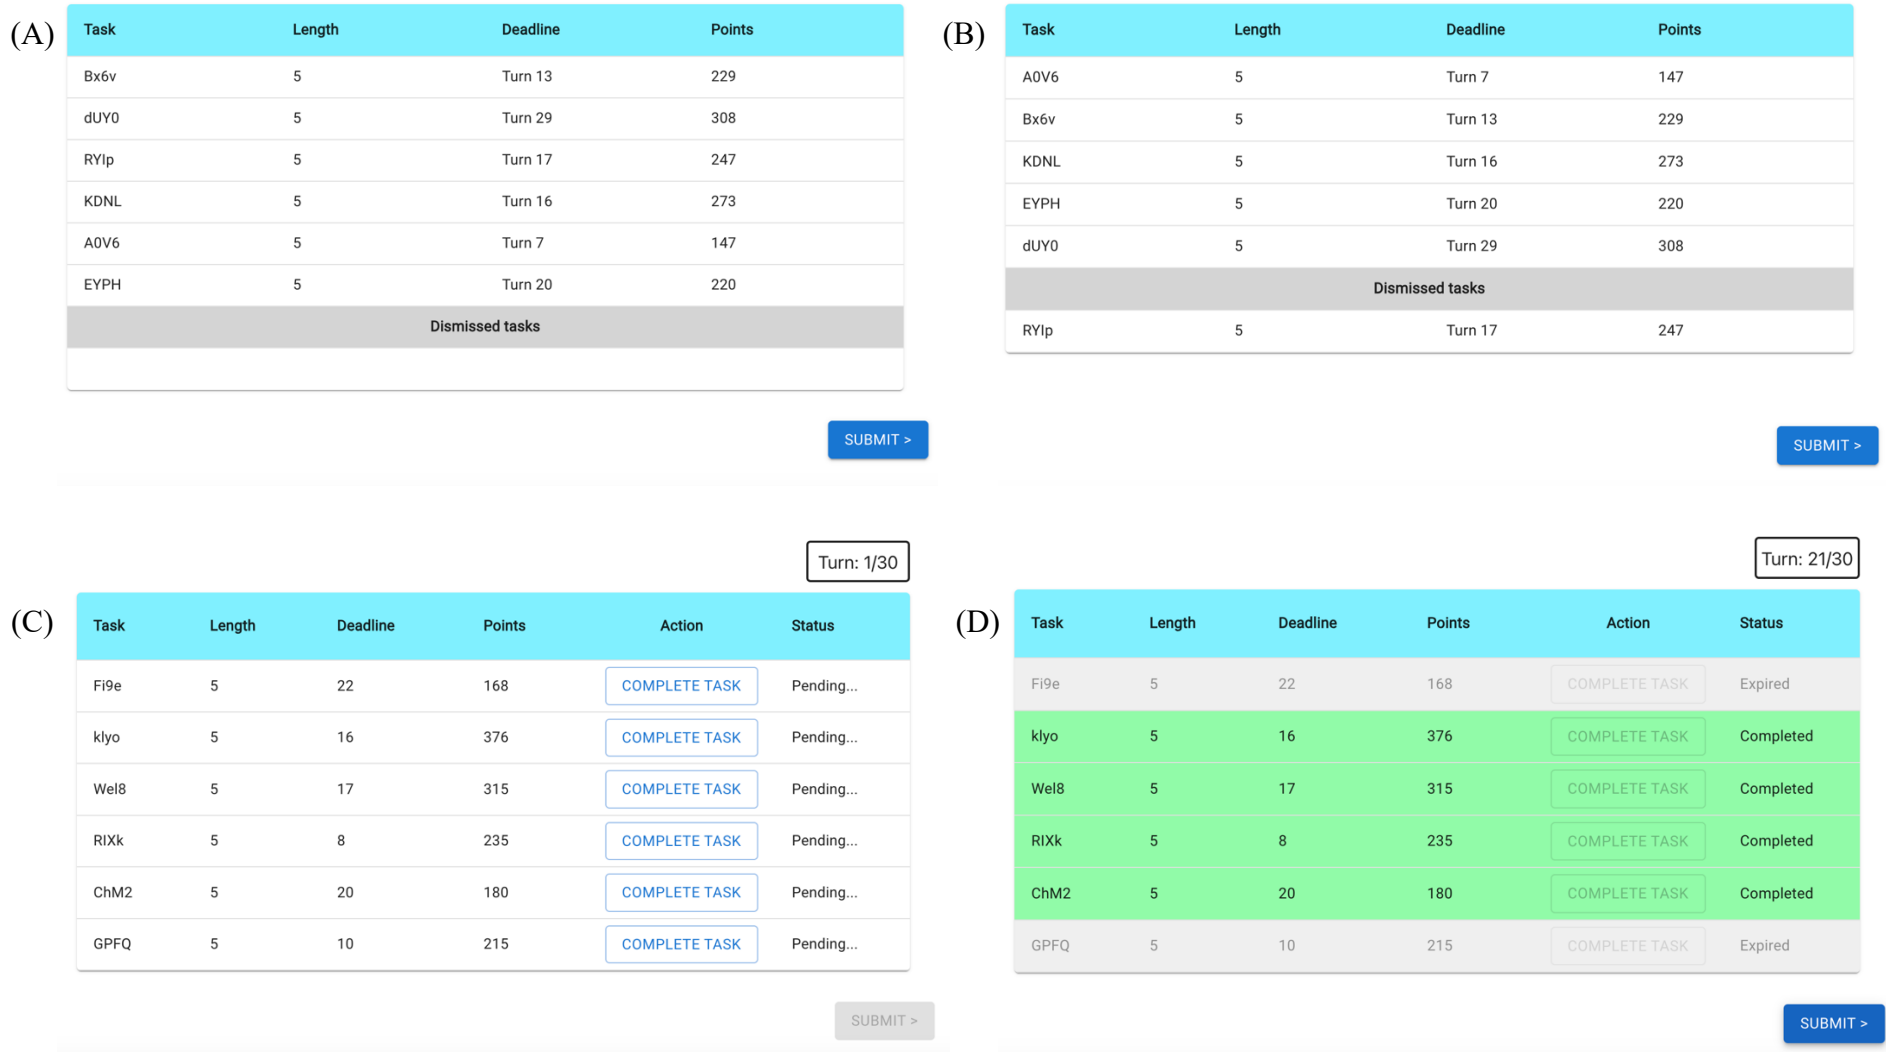 (A)
Task Length Deadline Points
Bx6v 5 Turn 13 229
dUY0 5 Turn 29 308
RYIp 5 Turn 17 247
KDNL 5 Turn 16 273
A0V6 5 Turn 7 147
EYPH 5 Turn 20 220
Dismissed tasks
SUBMIT >
(B)
Task Length Deadline Points
A0V6 5 Turn 7 147
Bx6v 5 Turn 13 229
KDNL 5 Turn 16 273
EYPH 5 Turn 20 220
dUY0 5 Turn 29 308
Dismissed tasks
RYIp 5 Turn 17 247
SUBMIT >
Turn: 1/30
(C)
Task Length Deadline Points Action Status
Fi9e 5 22 168 COMPLETE TASK Pending...
klyo 5 16 376 COMPLETE TASK Pending...
Wel8 5 17 315 COMPLETE TASK Pending...
RIXk 5 8 235 COMPLETE TASK Pending...
ChM2 5 20 180 COMPLETE TASK Pending...
GPFQ 5 10 215 COMPLETE TASK Pending...
SUBMIT >
Turn: 21/30
(D)
Task Length Deadline Points Action Status
Fi9e 5 22 168 COMPLETE TASK Expired
klyo 5 16 376 COMPLETE TASK Completed
Wel8 5 17 315 COMPLETE TASK Completed
RIXk 5 8 235 COMPLETE TASK Completed
ChM2 5 20 180 COMPLETE TASK Completed
GPFQ 5 10 215 COMPLETE TASK Expired
SUBMIT >